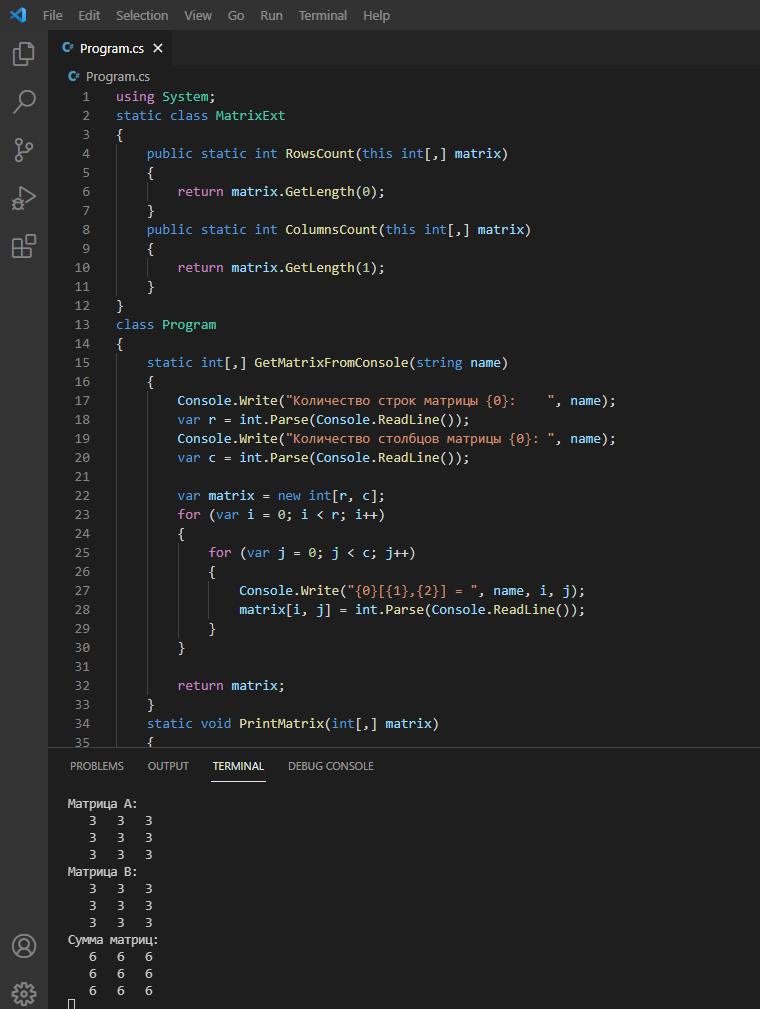 File Edit Selection View Go Run Terminal Help
C# Program.cs ×
C# Program.cs
1 using System;
2 static class MatrixExt
3 {
4 public static int RowsCount(this int[,] matrix)
5 {
6 return matrix.GetLength(0);
7 }
8 public static int ColumnsCount(this int[,] matrix)
9 {
10 return matrix.GetLength(1);
11 }
12 }
13 class Program
14 {
15 static int[,] GetMatrixFromConsole(string name)
16 {
17 Console.Write("Количество строк матрицы {0}:    ", name);
18 var r = int.Parse(Console.ReadLine());
19 Console.Write("Количество столбцов матрицы {0}: ", name);
20 var c = int.Parse(Console.ReadLine());
21
22 var matrix = new int[r, c];
23 for (var i = 0; i < r; i++)
24 {
25 for (var j = 0; j < c; j++)
26 {
27 Console.Write("{0}[{1},{2}] = ", name, i, j);
28 matrix[i, j] = int.Parse(Console.ReadLine());
29 }
30 }
31
32 return matrix;
33 }
34 static void PrintMatrix(int[,] matrix)
35 {
PROBLEMS OUTPUT TERMINAL DEBUG CONSOLE
Матрица A:
3 3 3
3 3 3
3 3 3
Матрица B:
3 3 3
3 3 3
3 3 3
Сумма матриц:
6 6 6
6 6 6
6 6 6